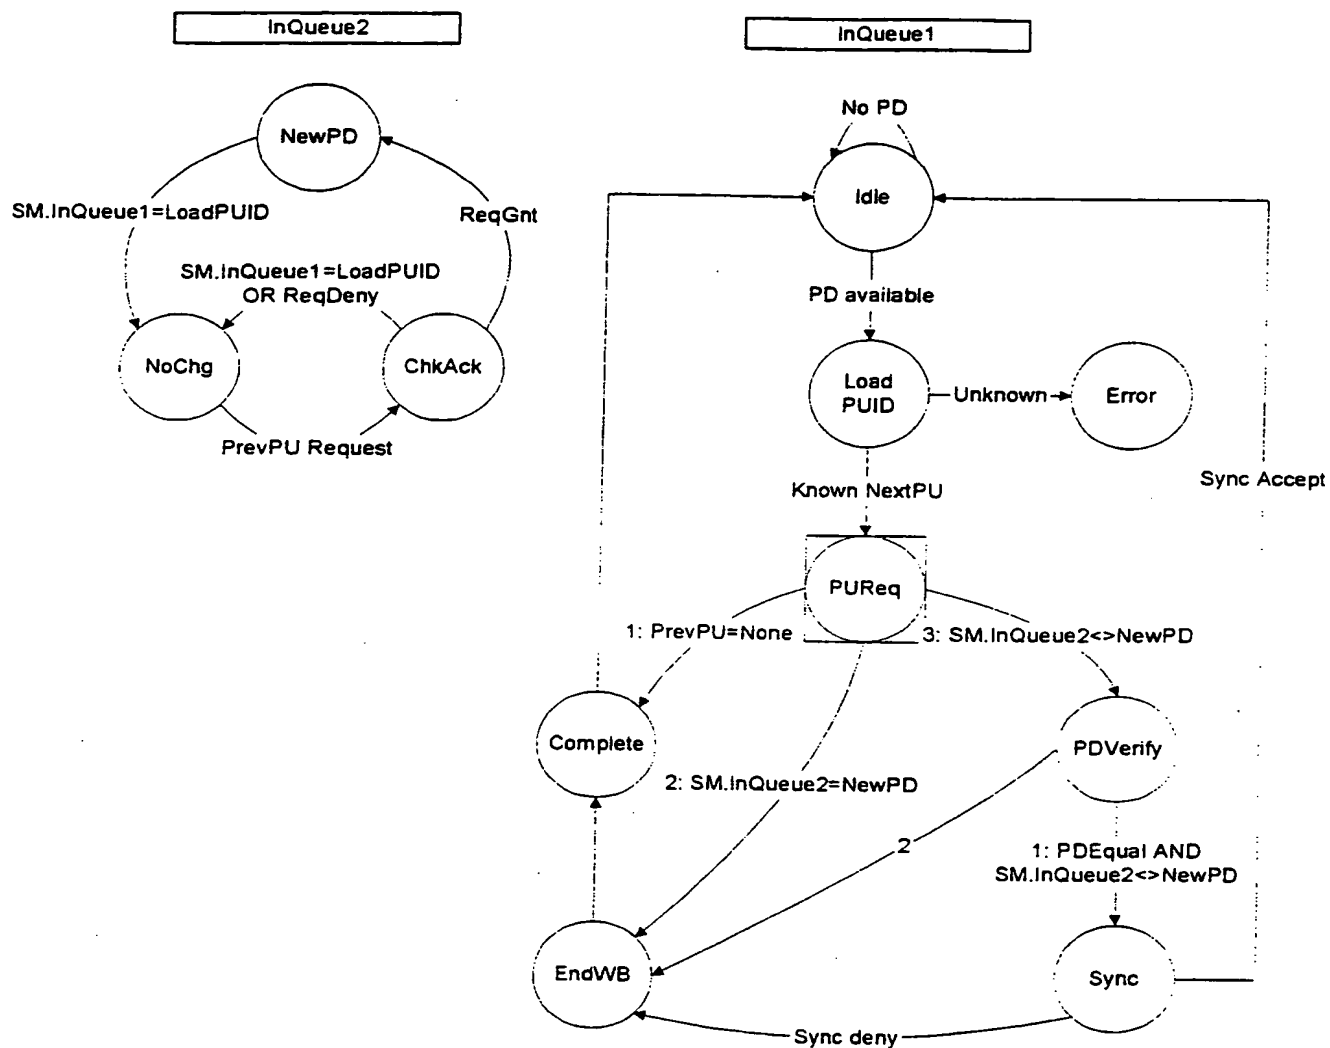 InQueue2
InQueue1
No PD
NewPD
Idle
SM.InQueue1=LoadPUID
ReqGnt
SM.InQueue1=LoadPUID
OR ReqDeny
PD available
NoChg
ChkAck
Load
PUID
Unknown
Error
PrevPU Request
Known NextPU
Sync Accept
PUReq
1: PrevPU=None
3: SM.InQueue2<>NewPD
Complete
PDVerify
2: SM.InQueue2=NewPD
2
1: PDEqual AND
SM.InQueue2<>NewPD
EndWB
Sync
Sync deny